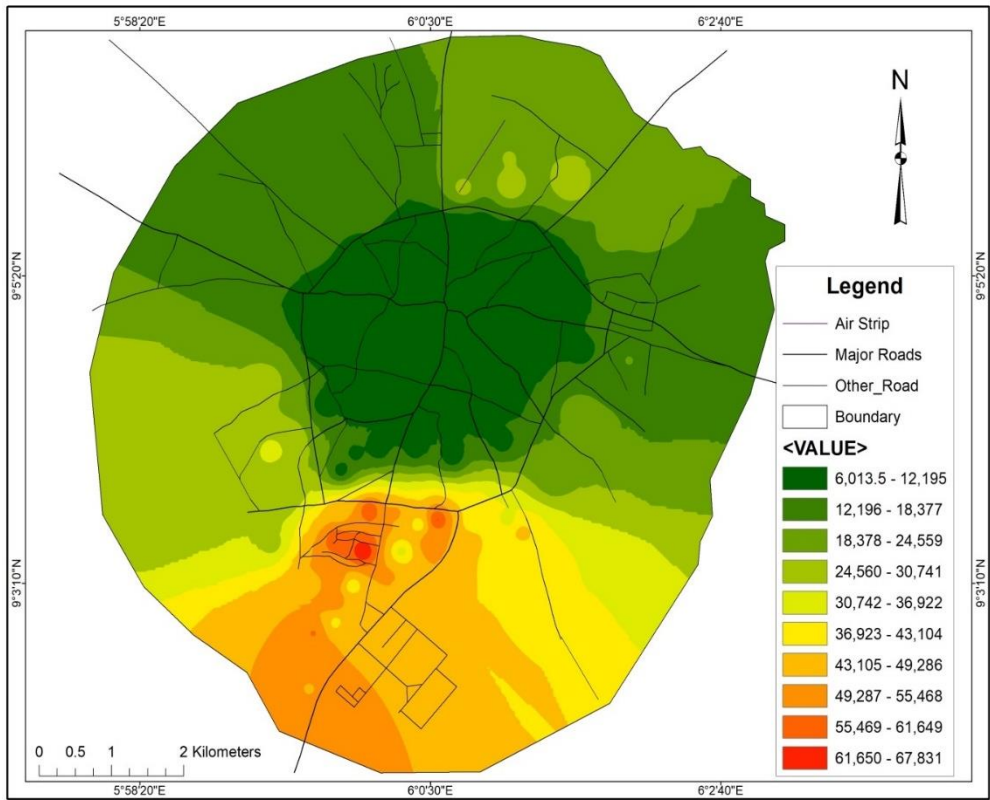 5°58'20"E 6°0'30"E 6°2'40"E
N
9°5'20"N 9°5'20"N
Legend
Air Strip
Major Roads
Other_Road
Boundary
<VALUE>
6,013.5 - 12,195
12,196 - 18,377
18,378 - 24,559
24,560 - 30,741
30,742 - 36,922
36,923 - 43,104
43,105 - 49,286
49,287 - 55,468
55,469 - 61,649
61,650 - 67,831
9°3'10"N 9°3'10"N
0 0.5 1 2 Kilometers
5°58'20"E 6°0'30"E 6°2'40"E